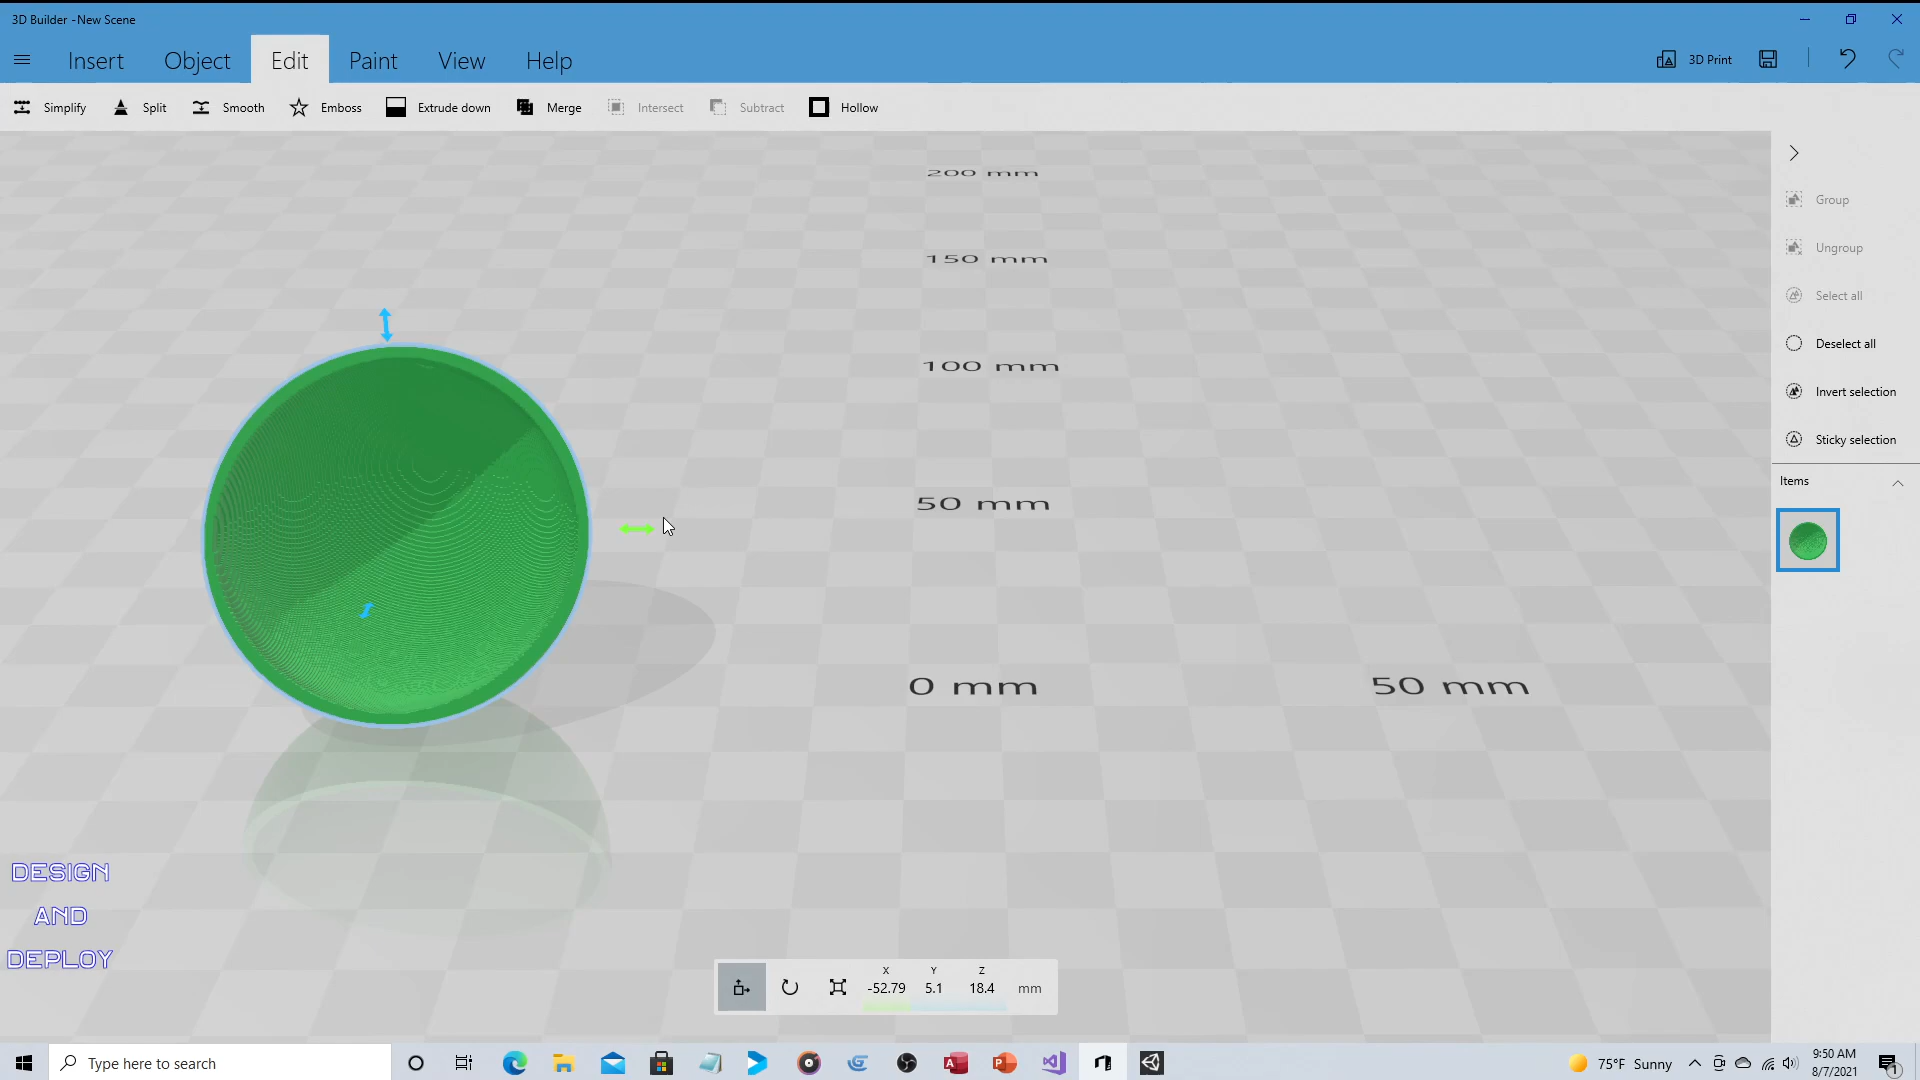 3D Builder -New Scene
Insert Object Edit Paint View Help 3D Print
Simplify Split Smooth Emboss Extrude down Merge Intersect Subtract Hollow
200 mm
150 mm
100 mm
50 mm
0 mm 50 mm
Group
Ungroup
Select all
Deselect all
Invert selection
Sticky selection
Items
DESIGN
AND
DEPLOY
X Y Z
-52.79 5.1 18.4 mm
Type here to search
75°F Sunny
9:50 AM
8/7/2021
1